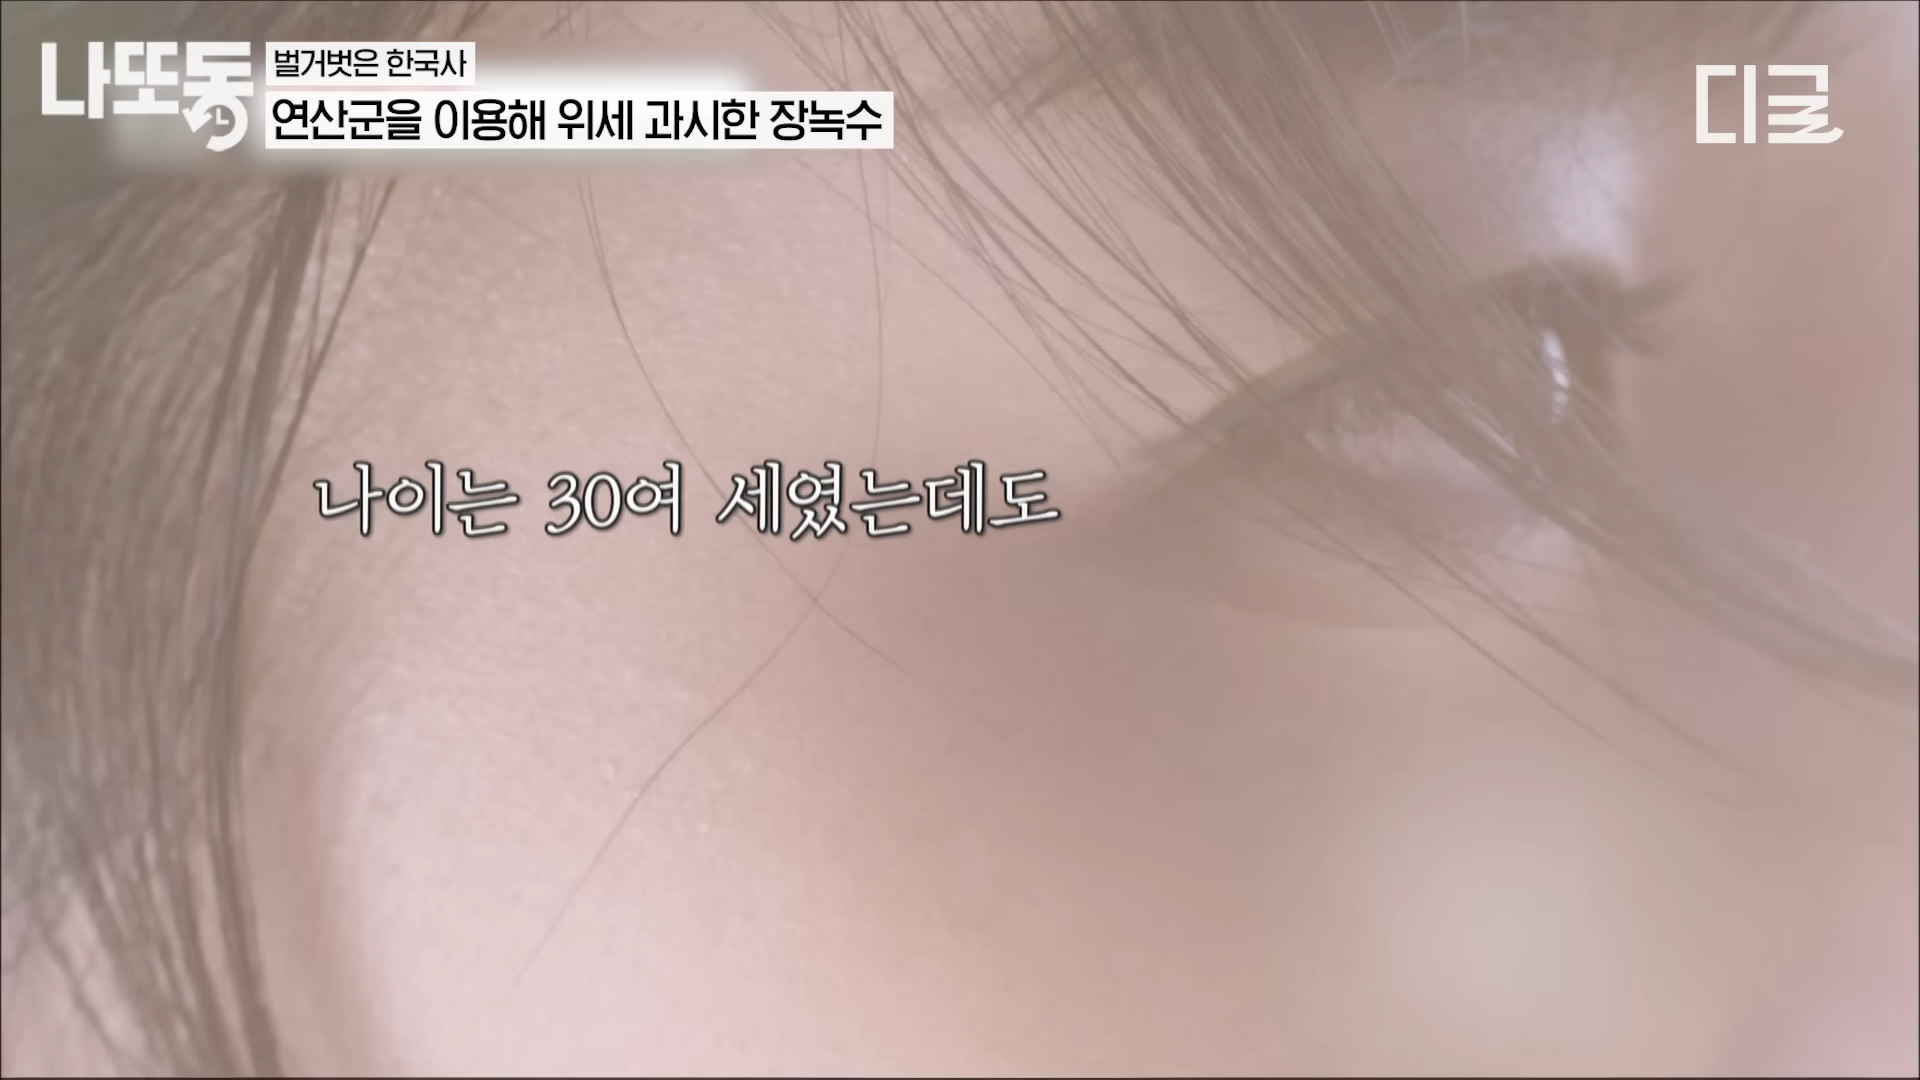 나또동
벌거벗은 한국사
연산군을 이용해 위세 과시한 장녹수
디글
나이는 30여 세였는데도